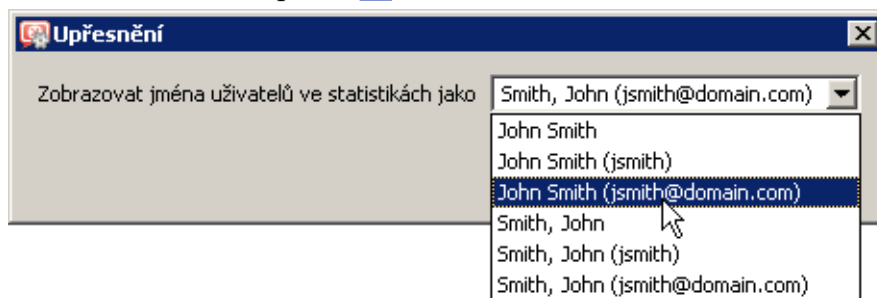 Upřesnění
Zobrazovat jména uživatelů ve statistikách jako Smith, John (jsmith@domain.com)
John Smith
John Smith (jsmith)
John Smith (jsmith@domain.com)
Smith, John
Smith, John (jsmith)
Smith, John (jsmith@domain.com)